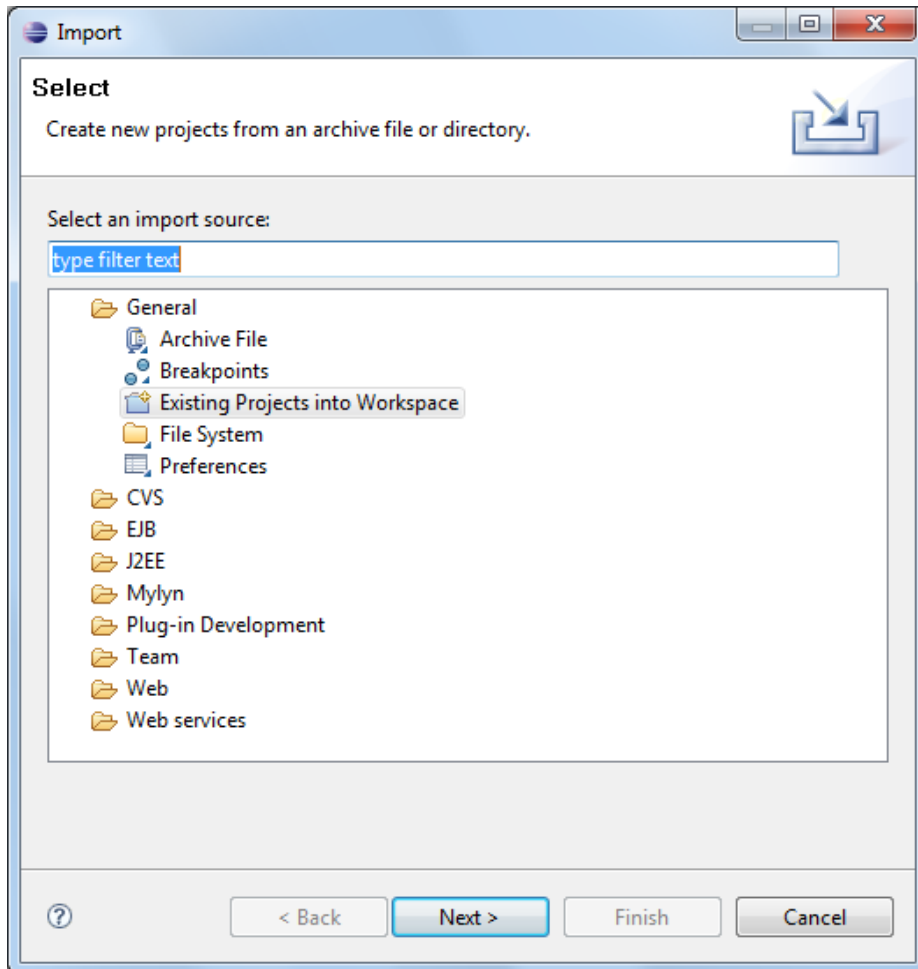 Import
Select
Create new projects from an archive file or directory.
Select an import source:
type filter text
General
Archive File
Breakpoints
Existing Projects into Workspace
File System
Preferences
CVS
EJB
J2EE
Mylyn
Plug-in Development
Team
Web
Web services
? < Back Next > Finish Cancel